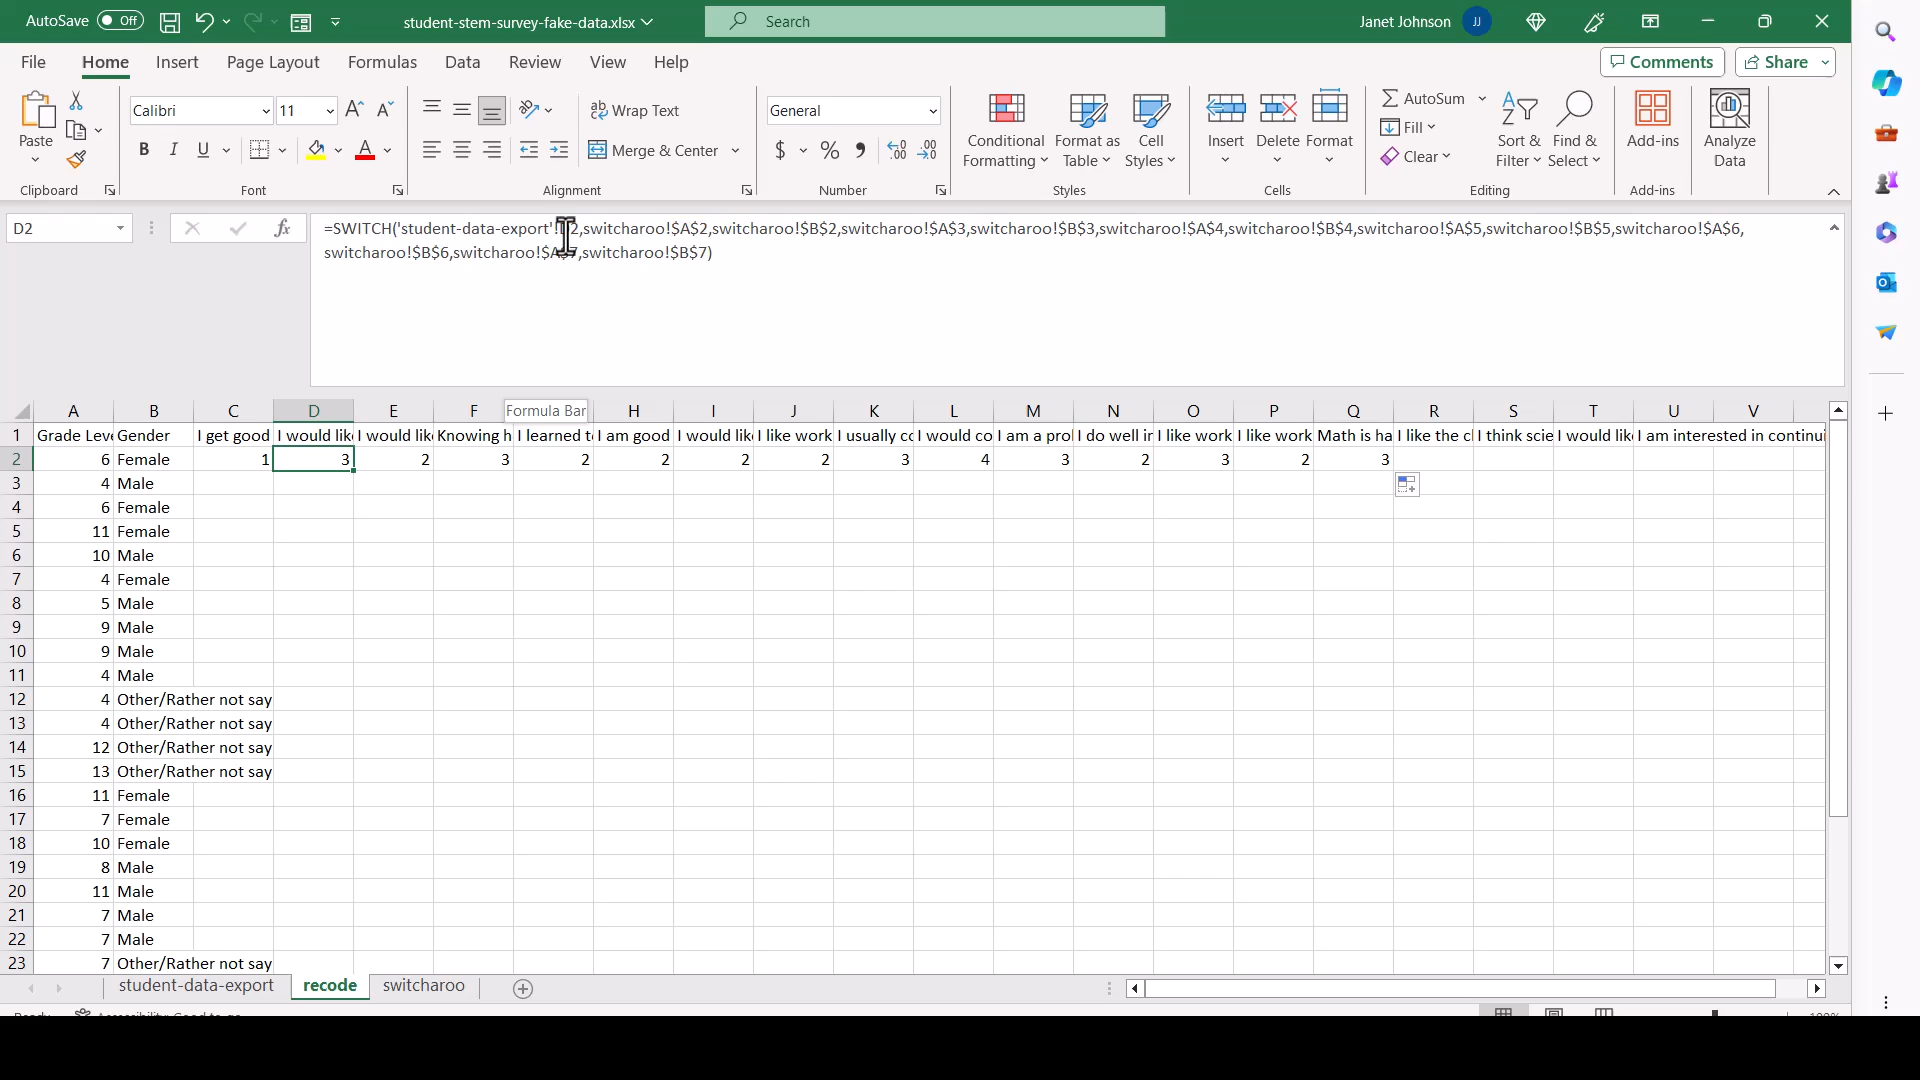 AutoSave Off student-stem-survey-fake-data.xlsx Search Janet Johnson JJ
File Home Insert Page Layout Formulas Data Review View Help Comments Share
Calibri 11 Wrap Text General AutoSum
Paste Conditional Format as Cell Insert Delete Format Fill Sort & Find & Add-ins Analyze
B I U Merge & Center $ % Formatting Table Styles Clear Filter Select Data
Clipboard Font Alignment Number Styles Cells Editing Add-ins
D2 fx =SWITCH('student-data-export'! 2,switcharoo!$A$2,switcharoo!$B$2,switcharoo!$A$3,switcharoo!$B$3,switcharoo!$A$4,switcharoo!$B$4,switcharoo!$A$5,switcharoo!$B$5,switcharoo!$A$6,
switcharoo!$B$6,switcharoo!$A$7,switcharoo!$B$7)
Formula Bar
A B C D E F H I J K L M N O P Q R S T U V
1 Grade Leve Gender I get good I would like I would like Knowing h I learned to I am good I would like I like work I usually co I would co I am a pro I do well in I like work I like work Math is ha I like the cl I think scie I would like I am interested in continui
2 6 Female 1 3 2 3 2 2 2 2 3 4 3 2 3 2 3
3 4 Male
4 6 Female
5 11 Female
6 10 Male
7 4 Female
8 5 Male
9 9 Male
10 9 Male
11 4 Male
12 4 Other/Rather not say
13 4 Other/Rather not say
14 12 Other/Rather not say
15 13 Other/Rather not say
16 11 Female
17 7 Female
18 10 Female
19 8 Male
20 11 Male
21 7 Male
22 7 Male
23 7 Other/Rather not say
student-data-export recode switcharoo